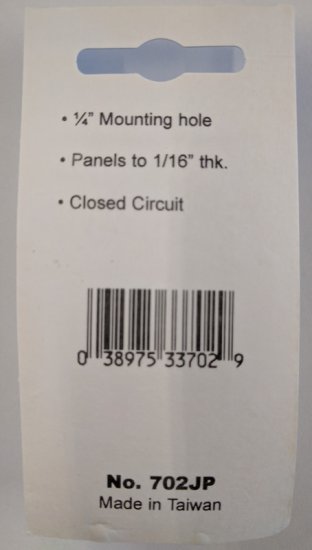 • ¼" Mounting hole
• Panels to 1/16" thk.
• Closed Circuit
0 38975 33702 9
No. 702JP
Made in Taiwan